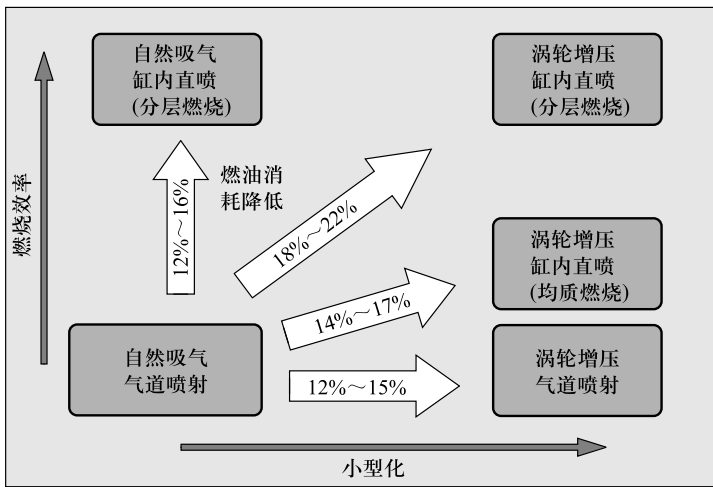 自然吸气
缸内直喷
(分层燃烧)
涡轮增压
缸内直喷
(分层燃烧)
燃烧效率
12%～16%
燃油消
耗降低
18%～22%
涡轮增压
缸内直喷
(均质燃烧)
14%～17%
自然吸气
气道喷射
12%～15%
涡轮增压
气道喷射
小型化